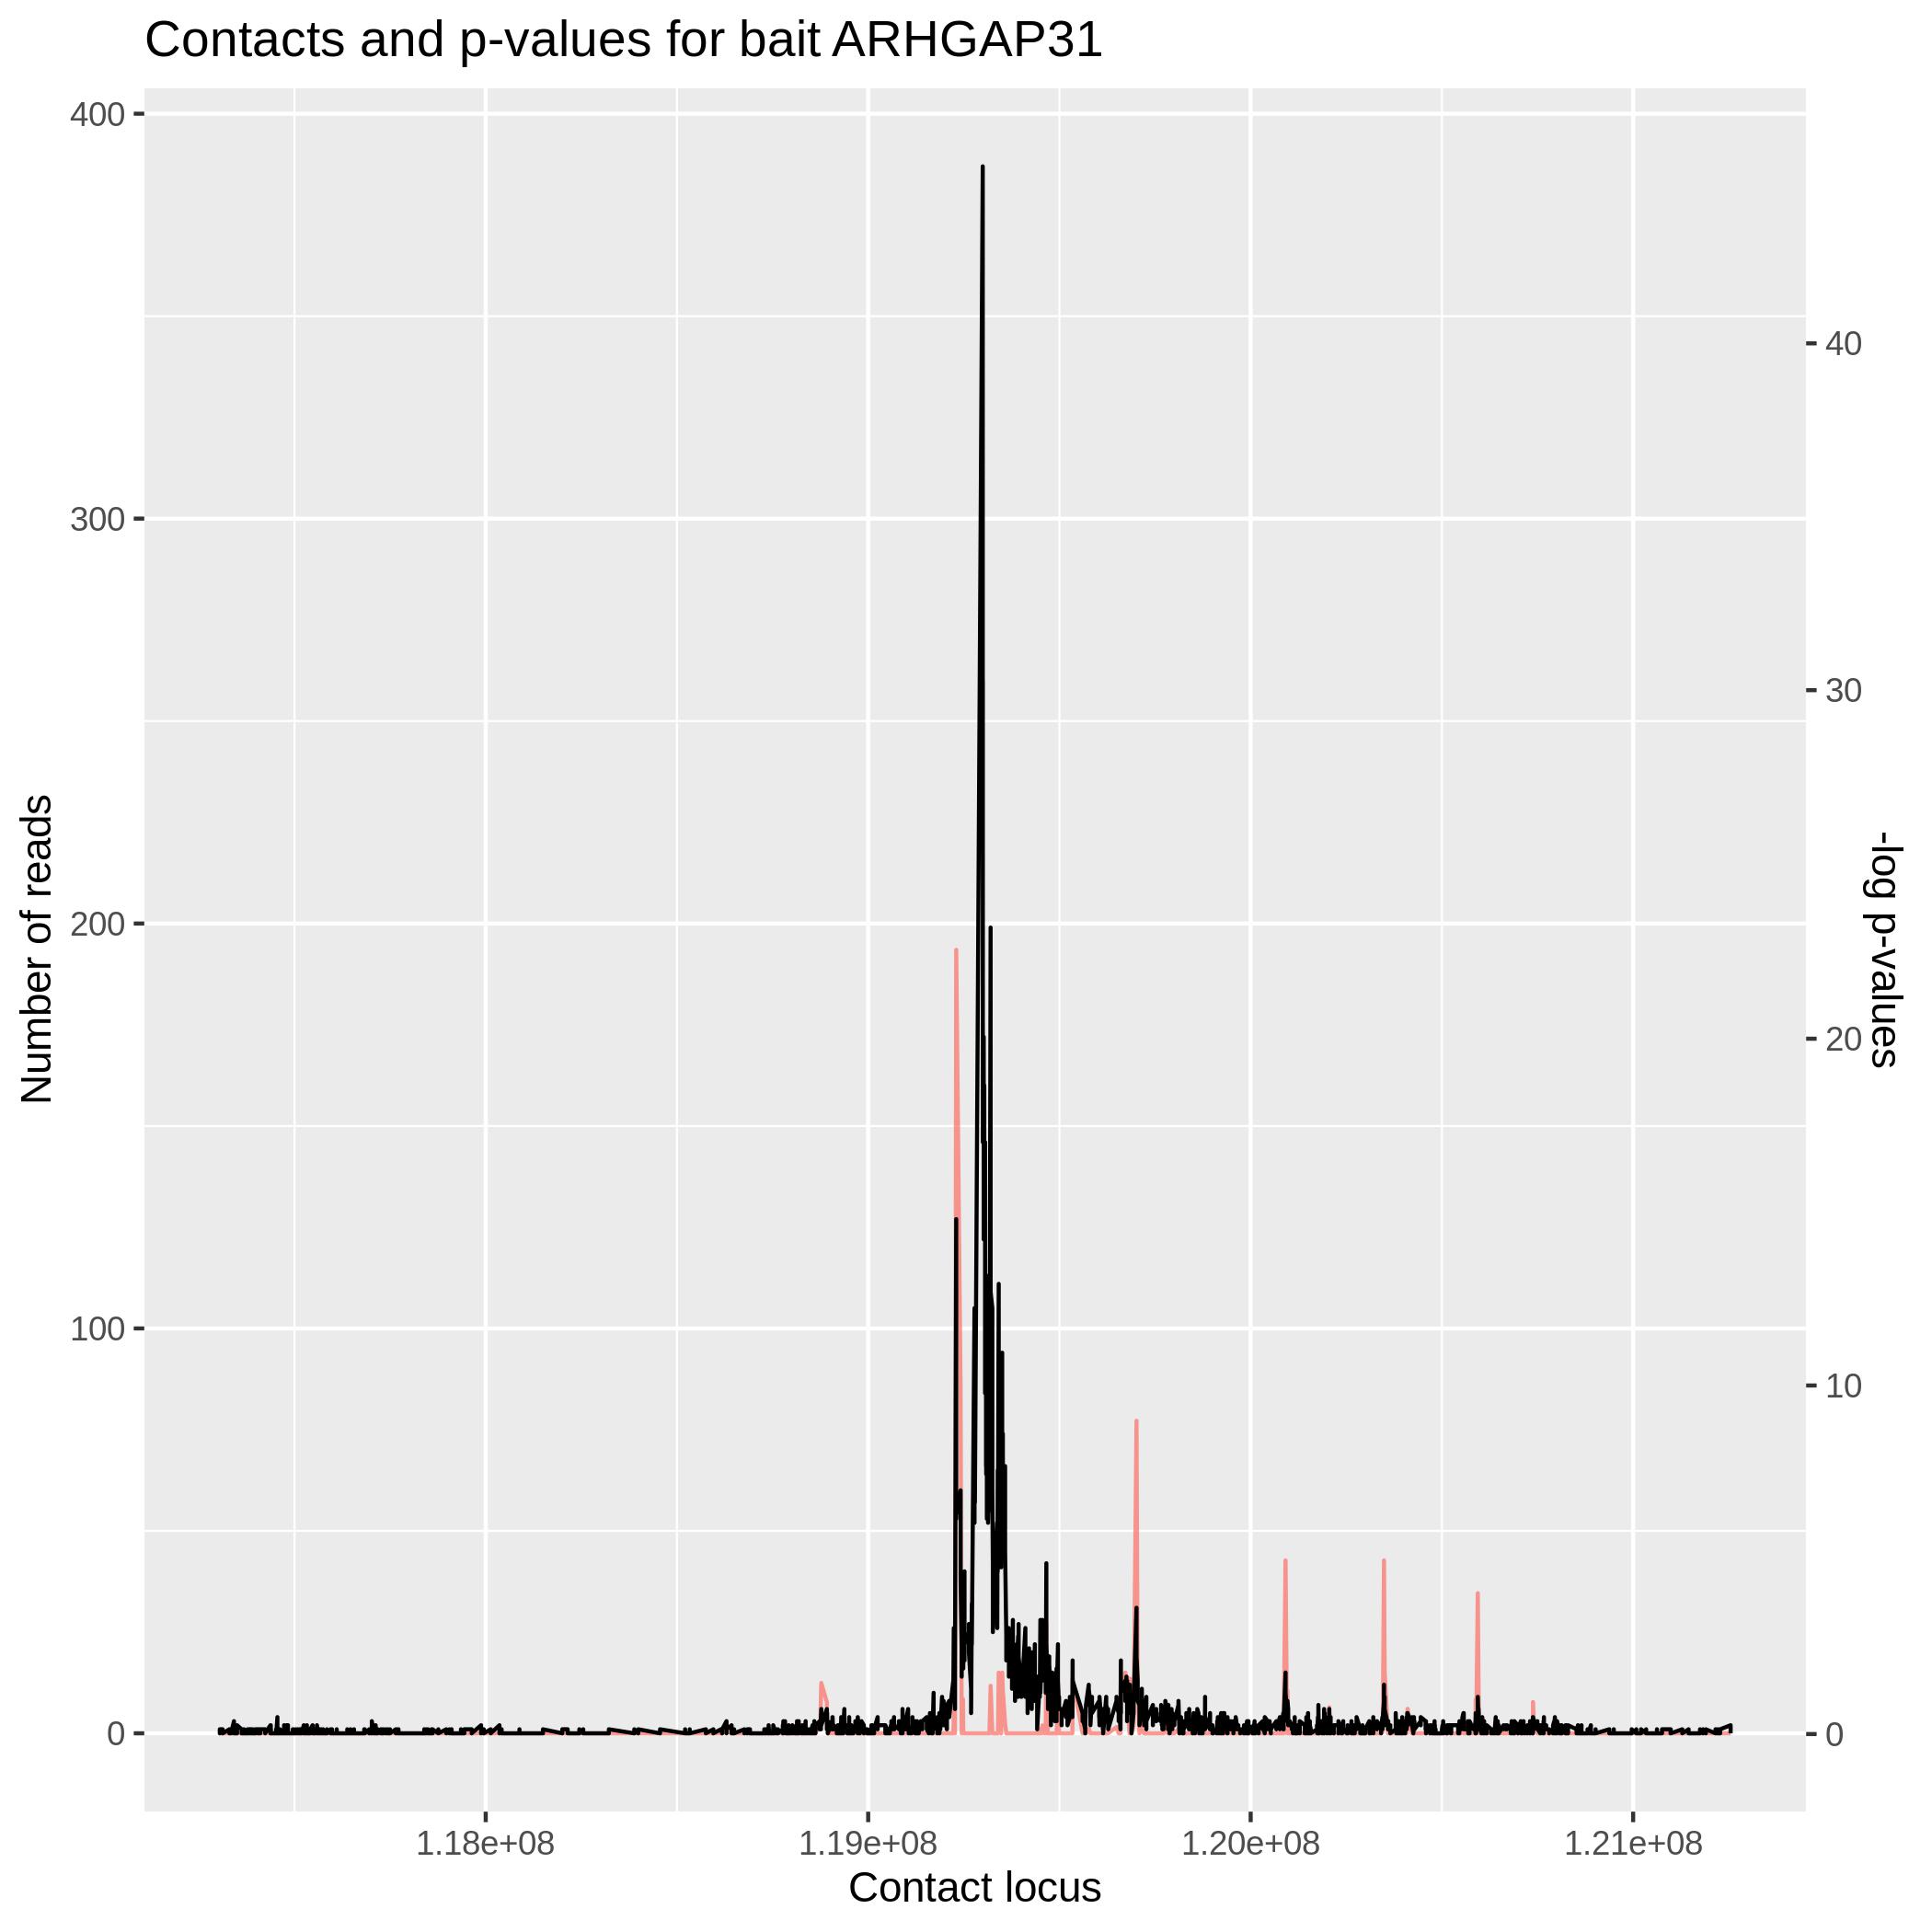 Contacts and p-values for bait ARHGAP31
400
300
200
100
0
Number of reads
40
30
20
10
0
-log p-values
1.18e+08
1.19e+08
1.20e+08
1.21e+08
Contact locus